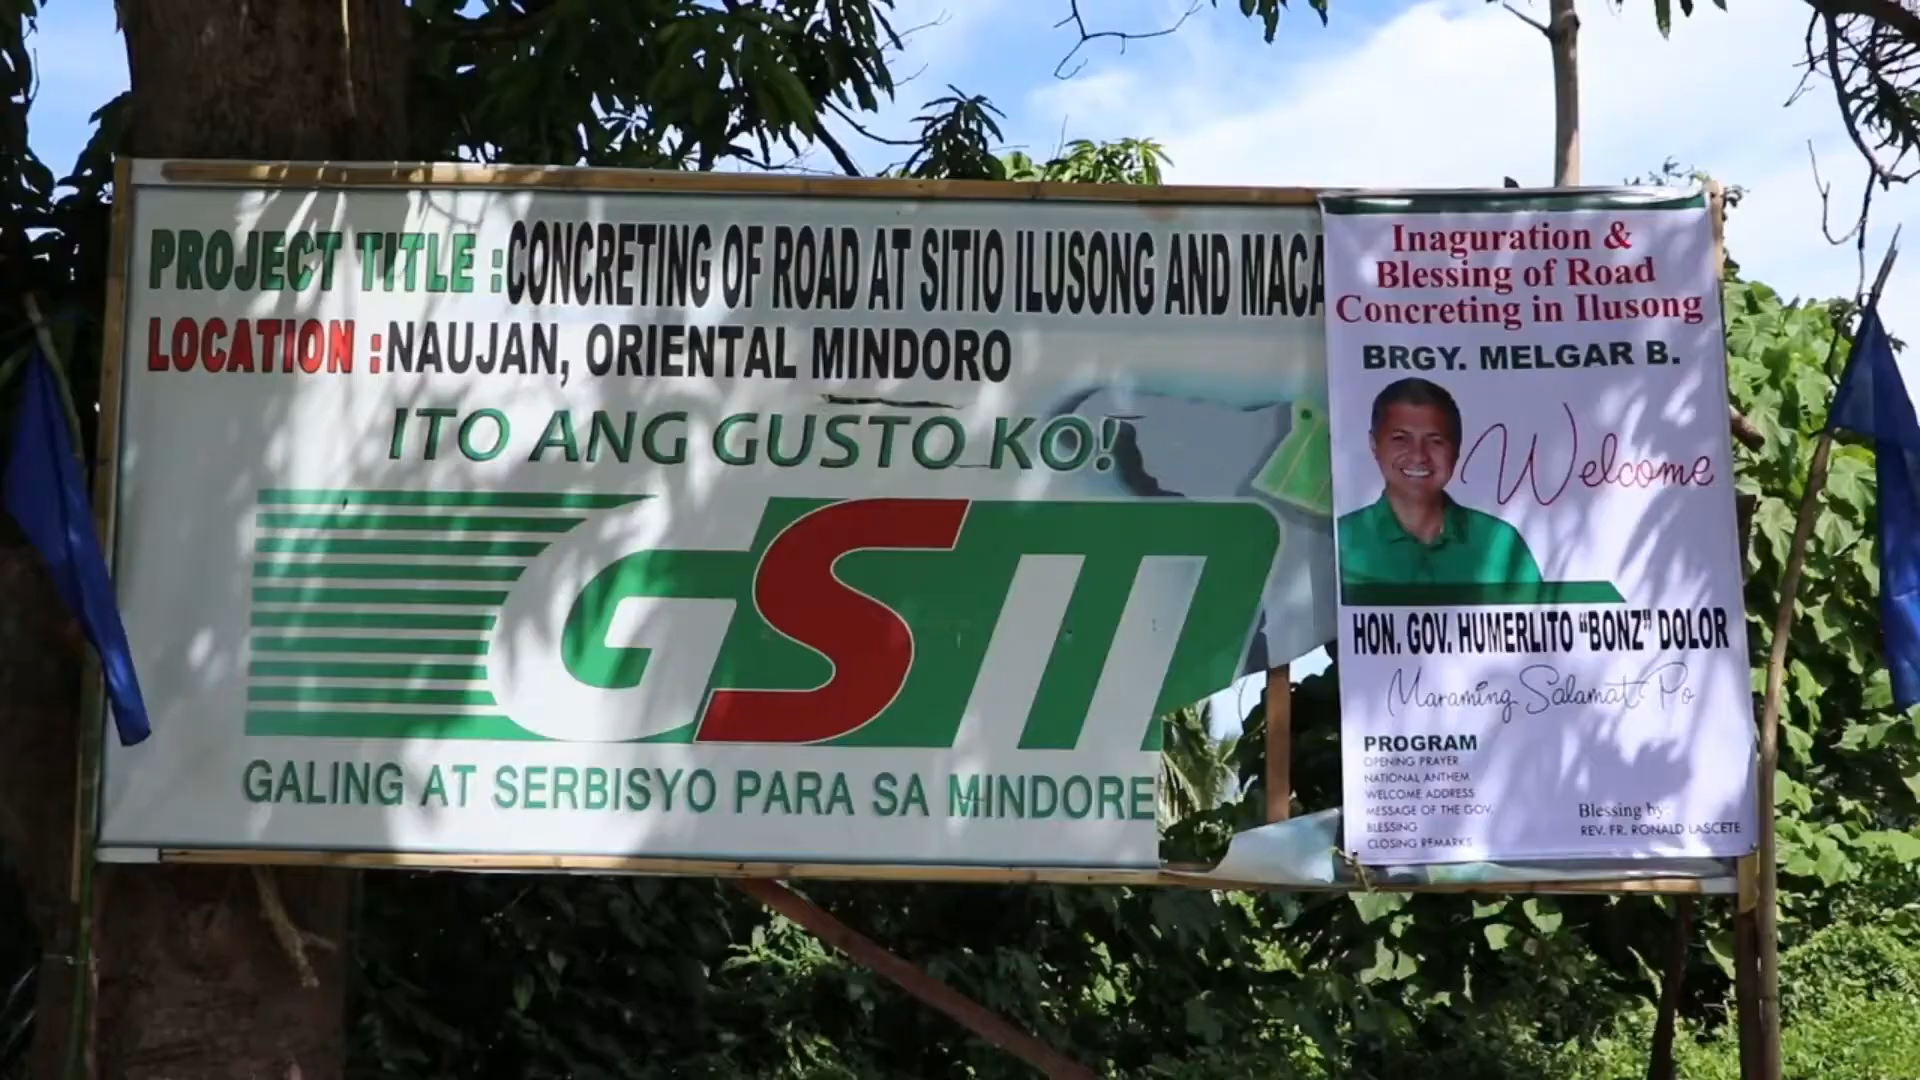 PROJECT TITLE : CONCRETING OF ROAD AT SITIO ILUSONG AND MACA
LOCATION : NAUJAN, ORIENTAL MINDORO
ITO ANG GUSTO KO!
GSM
GALING AT SERBISYO PARA SA MINDORE
Inaguration &
Blessing of Road
Concreting in Ilusong
BRGY. MELGAR B.
Welcome
HON. GOV. HUMERLITO "BONZ" DOLOR
Maraming Salamat Po
PROGRAM
OPENING PRAYER
NATIONAL ANTHEM
WELCOME ADDRESS
MESSAGE OF THE GOV.
BLESSING
CLOSING REMARKS
Blessing by:
REV. FR. RONALD LASCETE